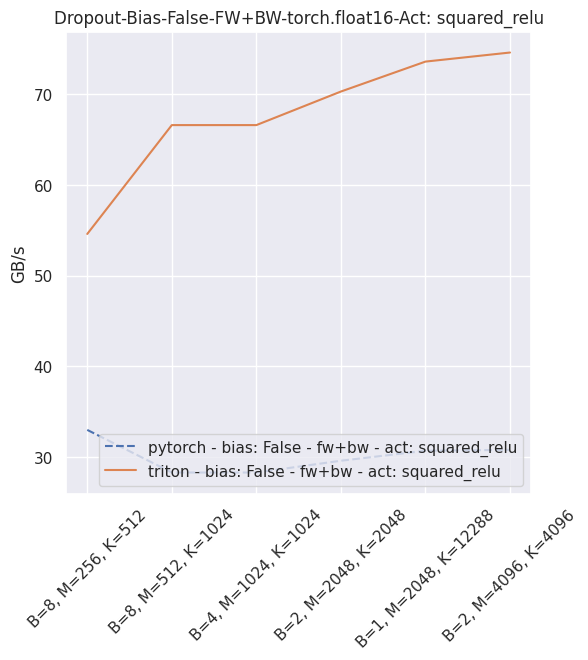 Dropout-Bias-False-FW+BW-torch.float16-Act: squared_relu
GB/s
70
60
50
40
30
pytorch - bias: False - fw+bw - act: squared_relu
triton - bias: False - fw+bw - act: squared_relu
B=8, M=256, K=512
B=8, M=512, K=1024
B=4, M=1024, K=1024
B=2, M=2048, K=2048
B=1, M=2048, K=12288
B=2, M=4096, K=4096